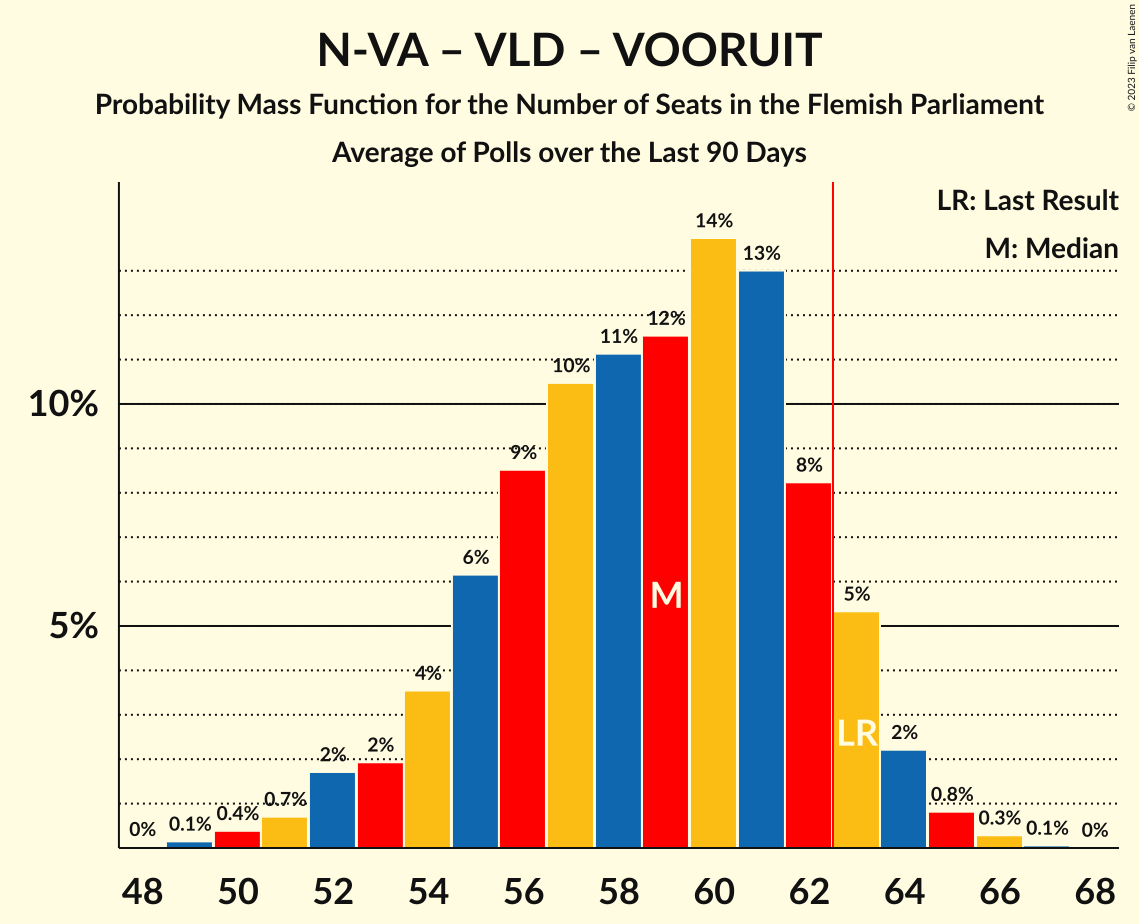 N-VA – VLD – VOORUIT
Probability Mass Function for the Number of Seats in the Flemish Parliament
Average of Polls over the Last 90 Days
© 2023 Filip van Laenen
LR: Last Result
M: Median
10%
5%
0%
0.1%
0.4%
0.7%
2%
2%
4%
6%
9%
10%
11%
12%
14%
13%
8%
5%
2%
0.8%
0.3%
0.1%
0%
M
LR
48 50 52 54 56 58 60 62 64 66 68